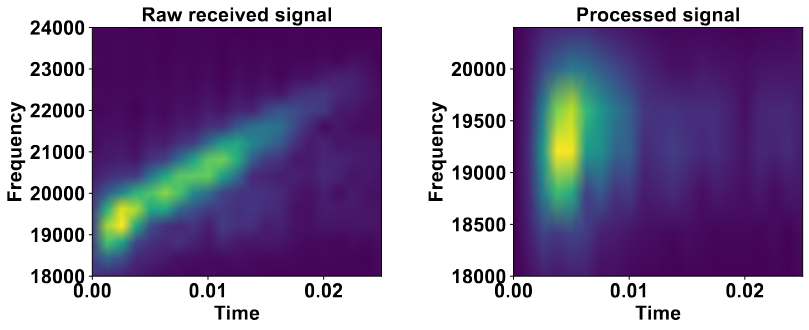 Raw received signal
Frequency
24000
23000
22000
21000
20000
19000
18000
0.00 0.01 0.02
Time
Processed signal
Frequency
20000
19500
19000
18500
18000
0.00 0.01 0.02
Time